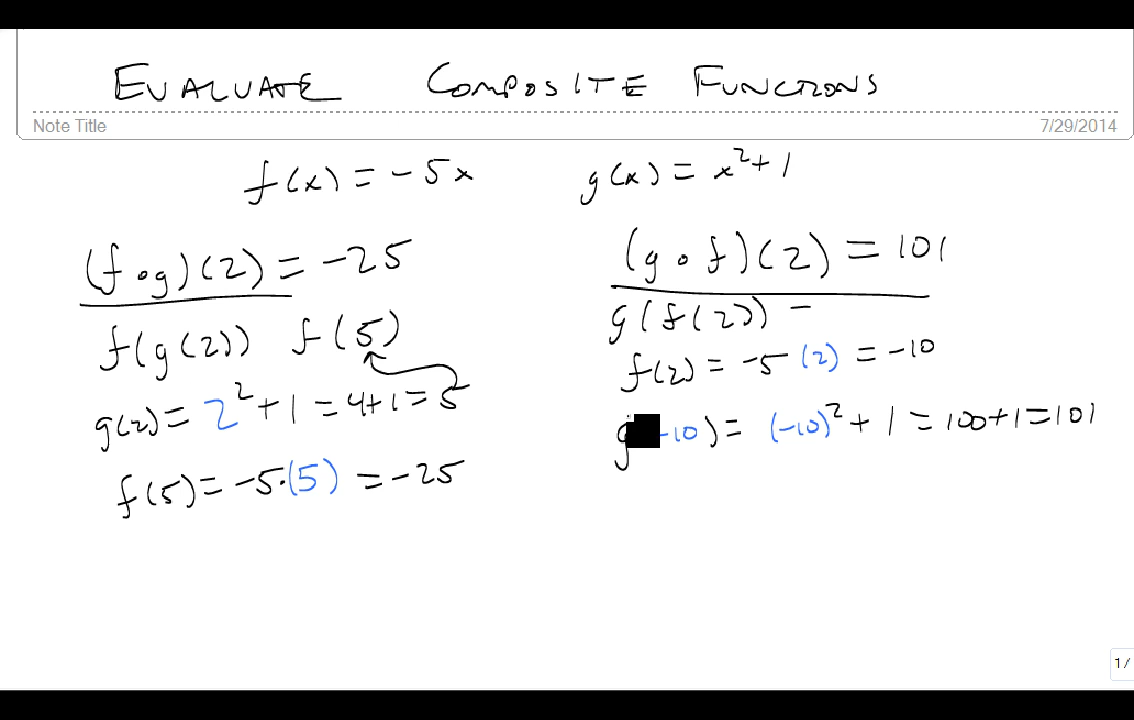 EVALUATE COMPOSITE FUNCTIONS
Note Title
7/29/2014
f(x) = -5x
g(x) = x² + 1
(f∘g)(2) = -25
f(g(2)) f(5)
g(2) = 2² + 1 = 4+1 = 5
f(5) = -5·(5) = -25
(g∘f)(2) = 101
g(f(2)) =
f(2) = -5(2) = -10
g -10) = (-10)² + 1 = 100+1 = 101
1/